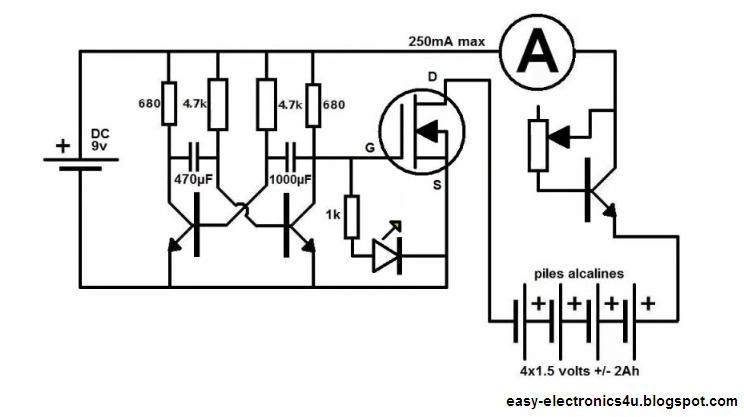 250mA max
A
D
680
4.7k
4.7k
680
+
DC
9v
G
470µF
1000µF
S
1k
piles alcalines
+
+
+
+
4x1.5 volts +/- 2Ah
easy-electronics4u.blogspot.com